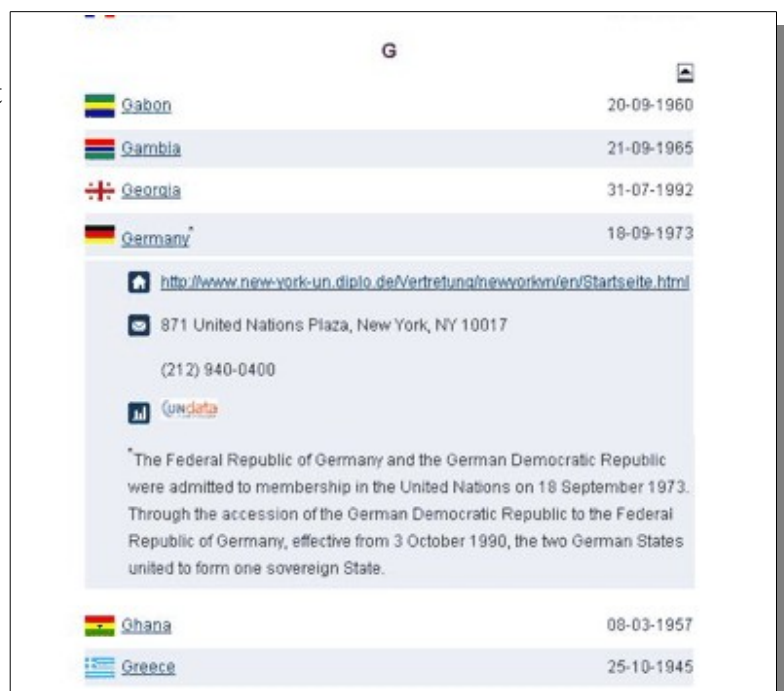 G
Gabon 20-09-1960
Gambia 21-09-1965
Georgia 31-07-1992
Germany* 18-09-1973
http://www.new-york-un.diplo.de/Vertretung/newyorkvn/en/Startseite.html
871 United Nations Plaza, New York, NY 10017
(212) 940-0400
UNdata
*The Federal Republic of Germany and the German Democratic Republic
were admitted to membership in the United Nations on 18 September 1973.
Through the accession of the German Democratic Republic to the Federal
Republic of Germany, effective from 3 October 1990, the two German States
united to form one sovereign State.
Ghana 08-03-1957
Greece 25-10-1945